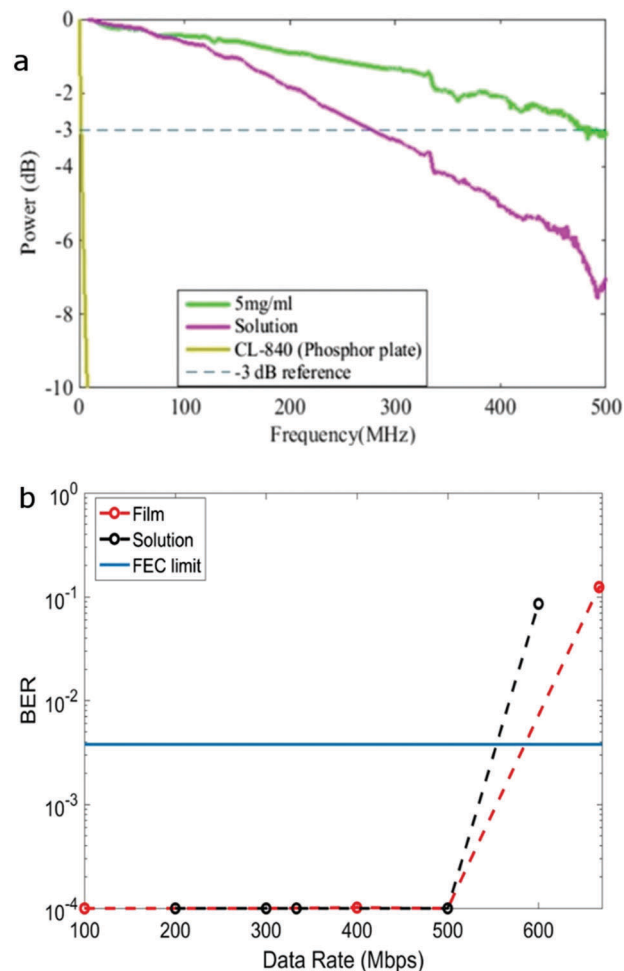 a
0
-2
-3
-4
-6
-8
-10
Power (dB)
5mg/ml
Solution
CL-840 (Phosphor plate)
-3 dB reference
0 100 200 300 400 500
Frequency(MHz)
b
10^0
10^-1
10^-2
10^-3
10^-4
BER
Film
Solution
FEC limit
100 200 300 400 500 600
Data Rate (Mbps)